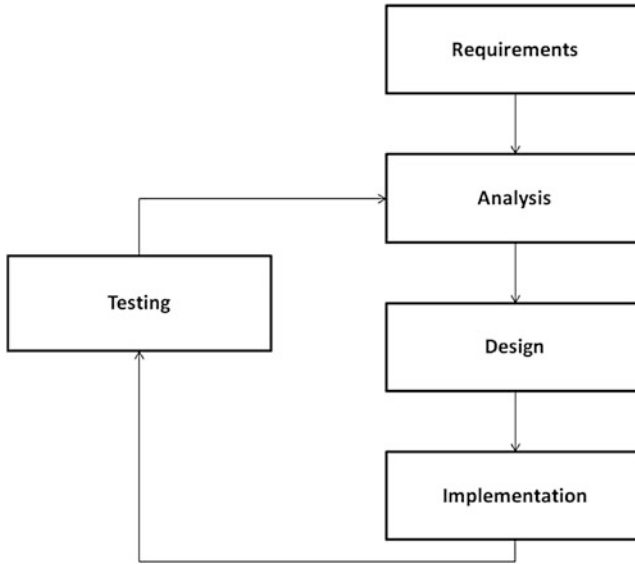 Requirements
Analysis
Testing
Design
Implementation